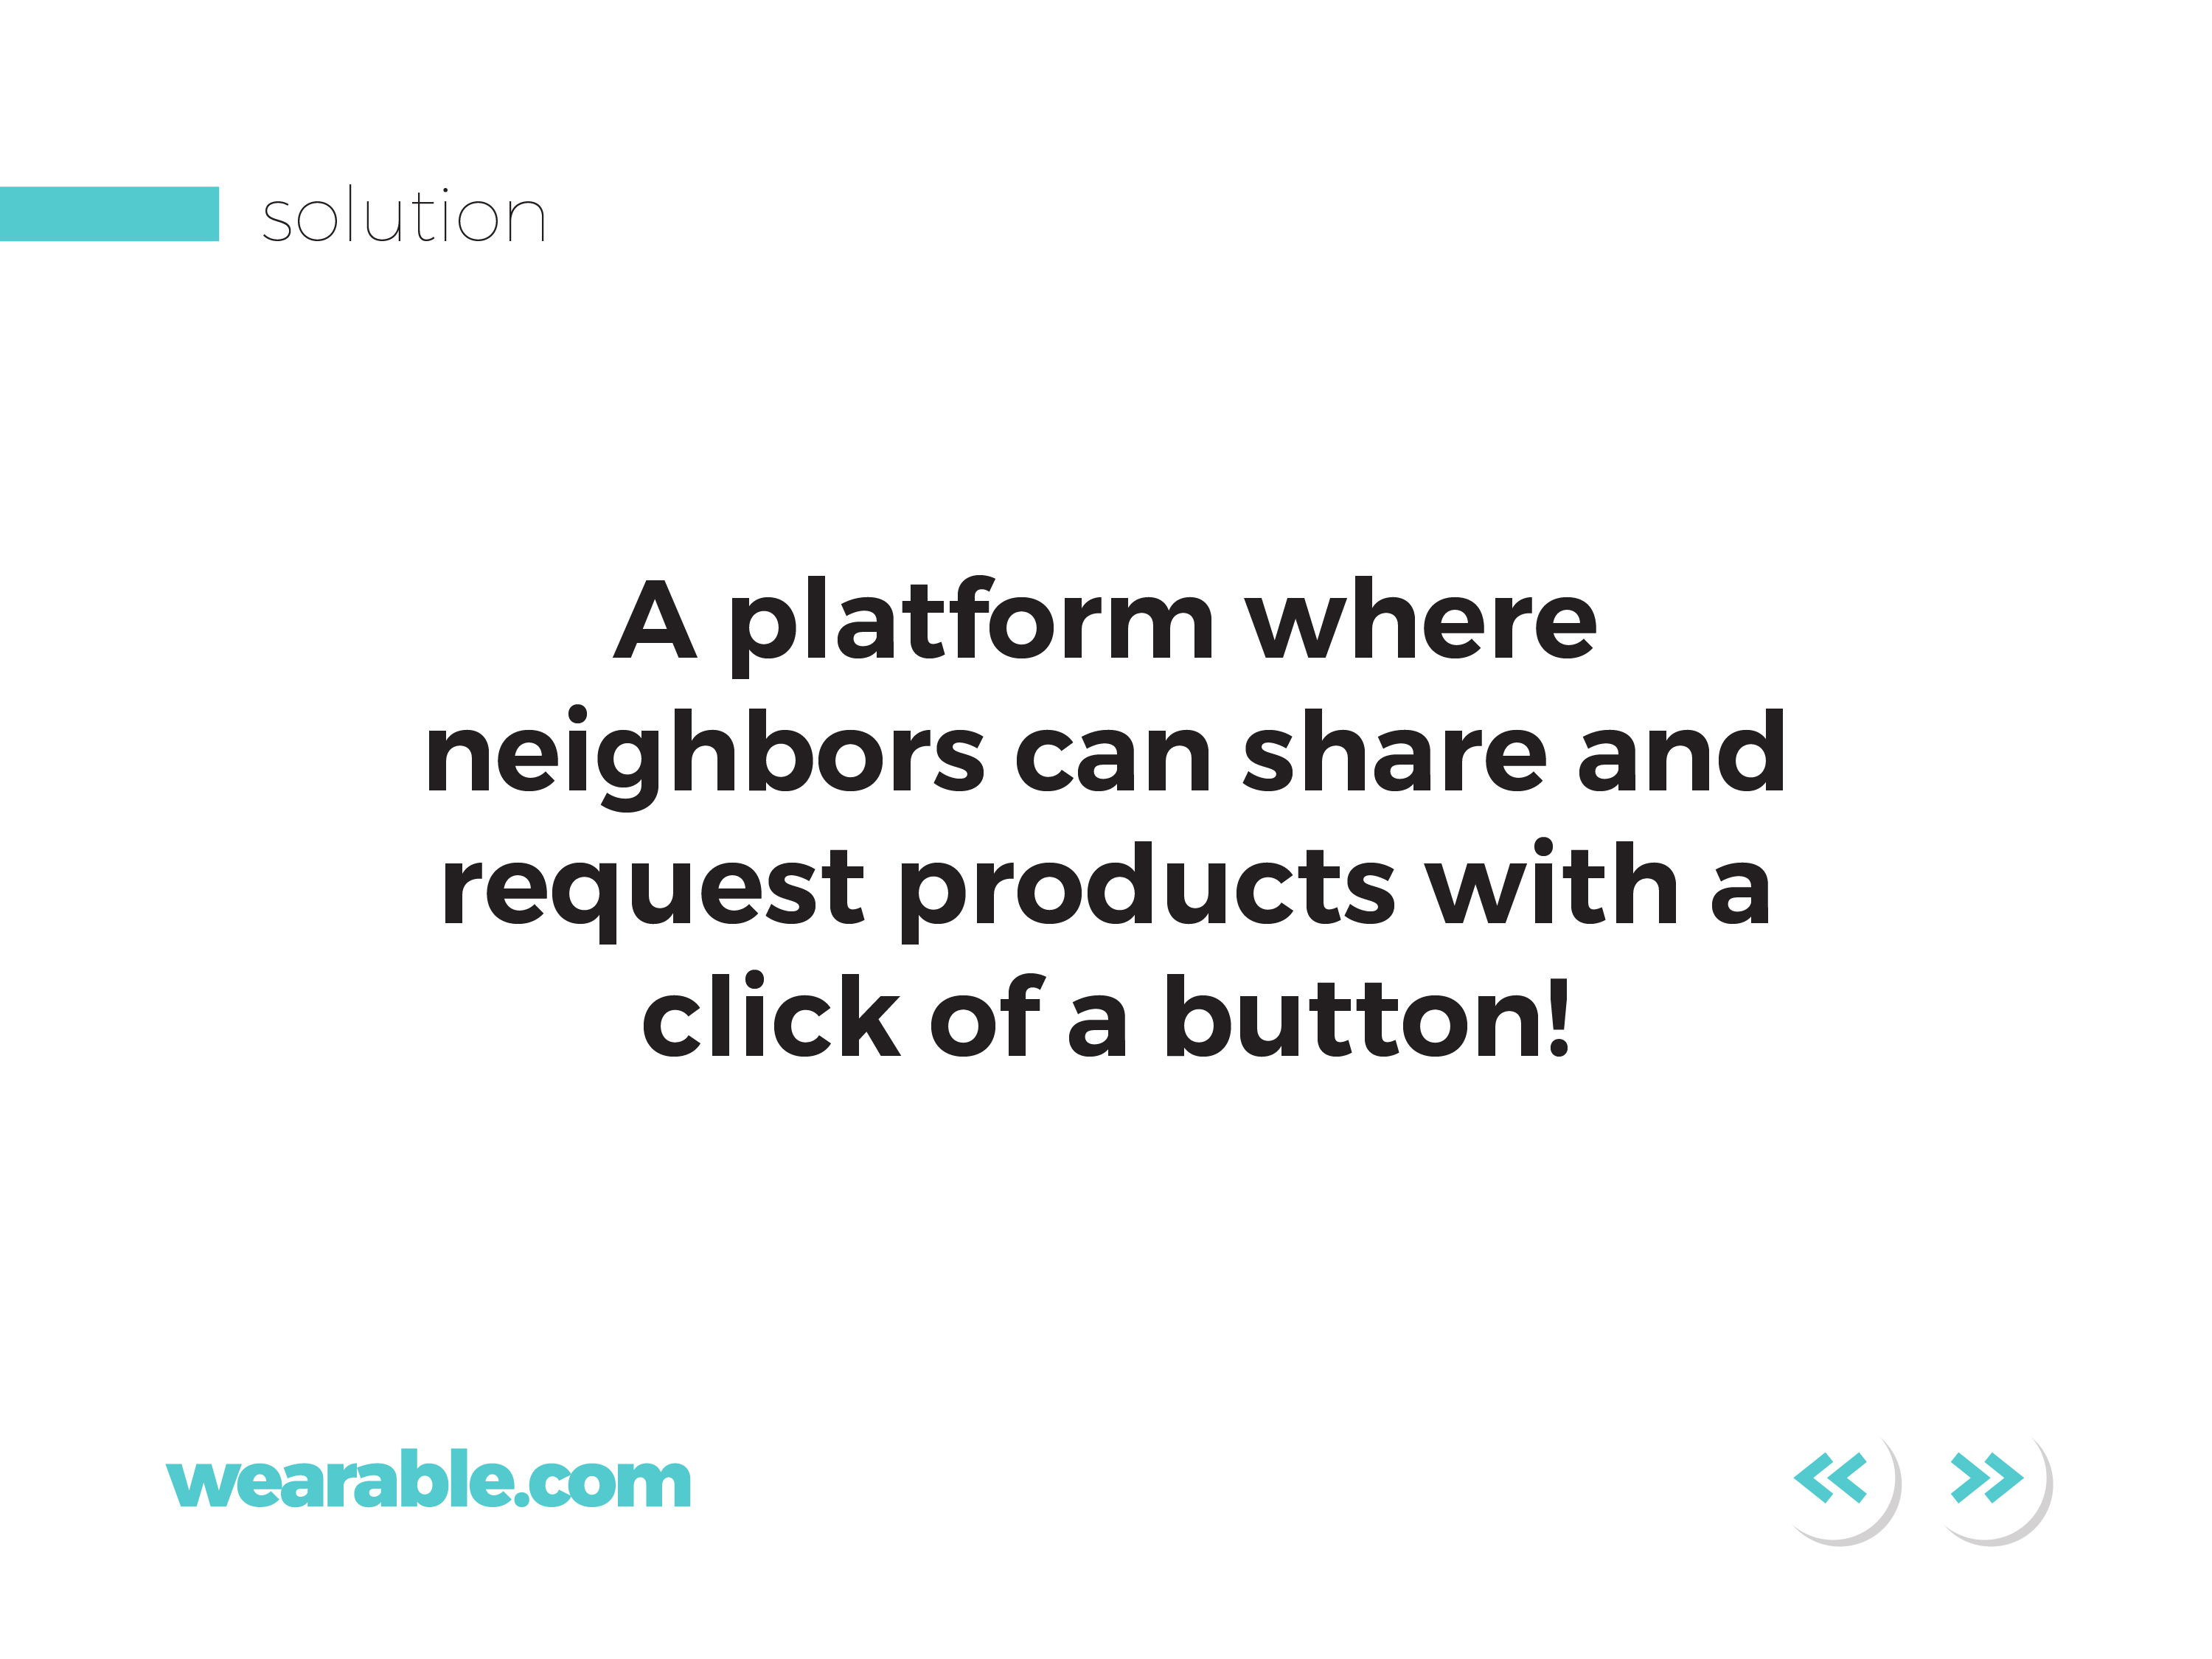 solution
A platform where
neighbors can share and
request products with a
click of a button!
wearable.com